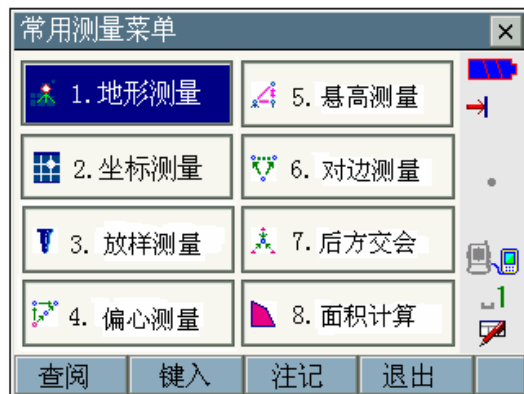 常用测量菜单
1.地形测量
5.悬高测量
2.坐标测量
6.对边测量
3.放样测量
7.后方交会
4.偏心测量
8.面积计算
1
查阅 键入 注记 退出